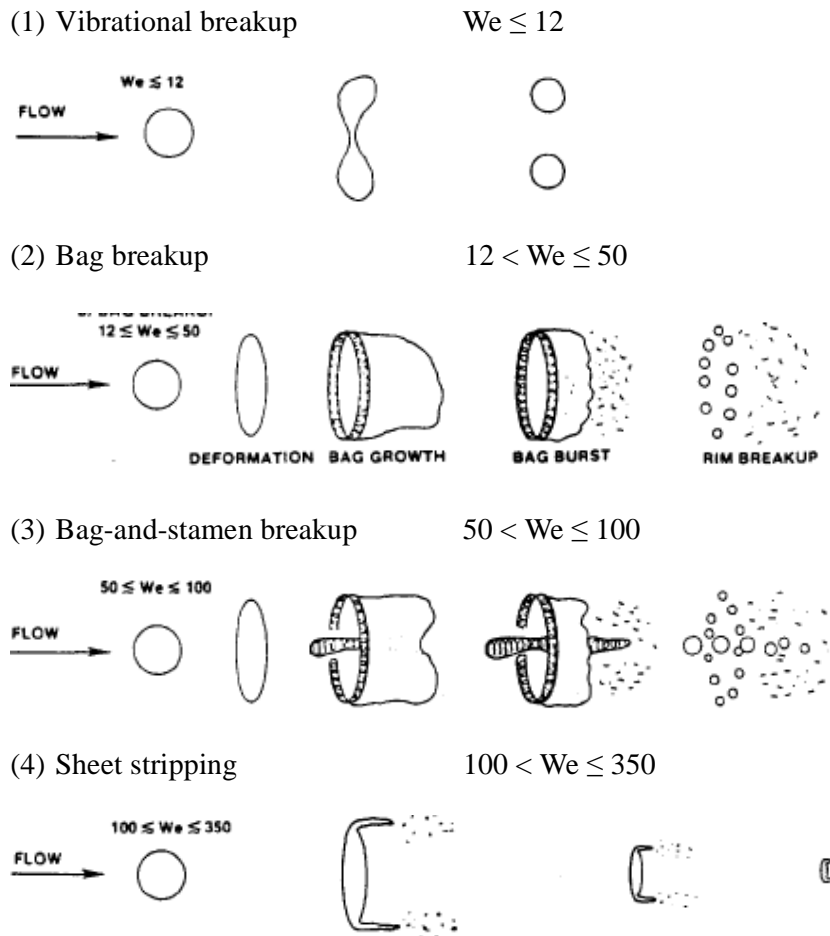 (1) Vibrational breakup We ≤ 12
We ≤ 12
FLOW
(2) Bag breakup 12 < We ≤ 50
12 ≤ We ≤ 50
FLOW
DEFORMATION BAG GROWTH BAG BURST RIM BREAKUP
(3) Bag-and-stamen breakup 50 < We ≤ 100
50 ≤ We ≤ 100
FLOW
(4) Sheet stripping 100 < We ≤ 350
100 ≤ We ≤ 350
FLOW